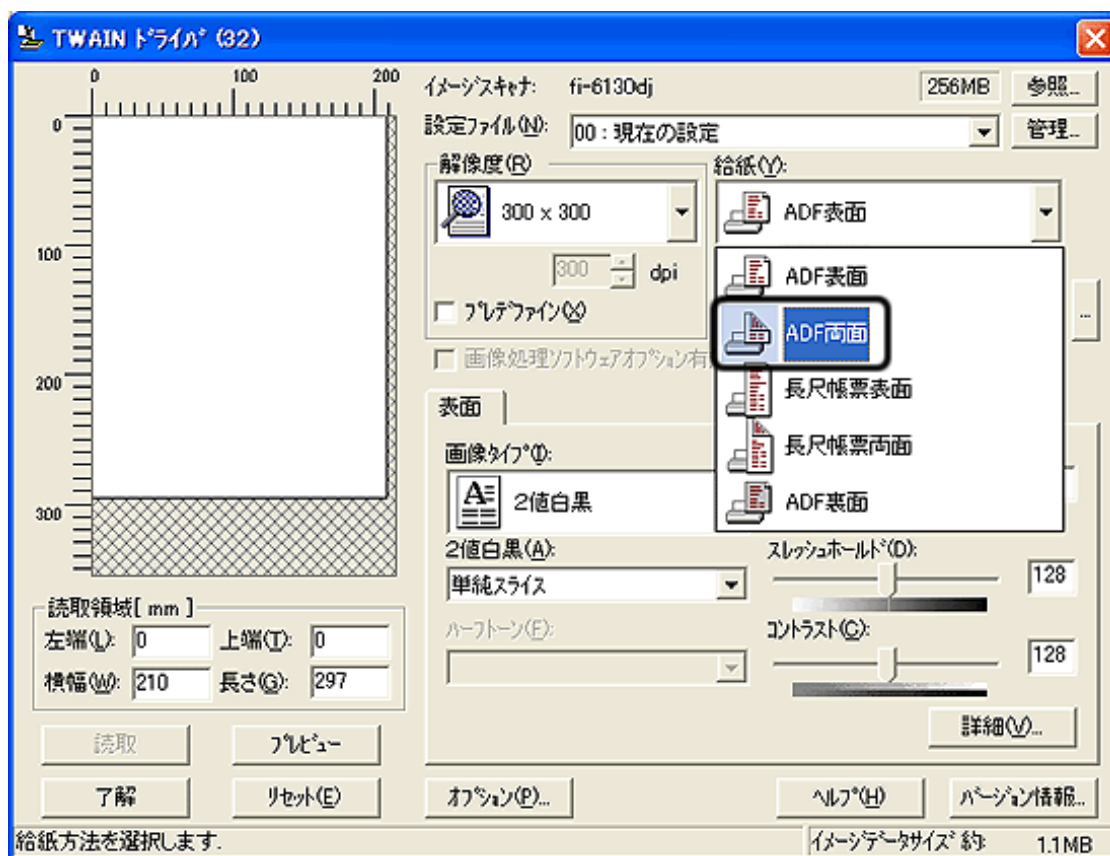 TWAIN ﾄﾞﾗｲﾊﾞ (32)
0 100 200
0
100
200
300
イメージスキャナ: fi-6130dj 256MB 参照...
設定ファイル(N): 00 : 現在の設定 管理...
解像度(R)
300 × 300
300 dpi
プレデファイン(X)
給紙(Y):
ADF表面
ADF表面
ADF両面
長尺帳票表面
長尺帳票両面
ADF裏面
...
画像処理ソフトウェアオプション有
表面
画像タイプ(I):
2値白黒
2値白黒(A):
単純スライス
ハーフトーン(F):
スレッショホールド(D):
128
コントラスト(C):
128
詳細(V)...
読取領域[ mm ]
左端(L): 0 上端(T): 0
横幅(W): 210 長さ(G): 297
読取 プレビュー
了解 リセット(E) オプション(P)... ヘルプ(H) バージョン情報...
給紙方法を選択します. イメージデータサイズ 約: 1.1MB